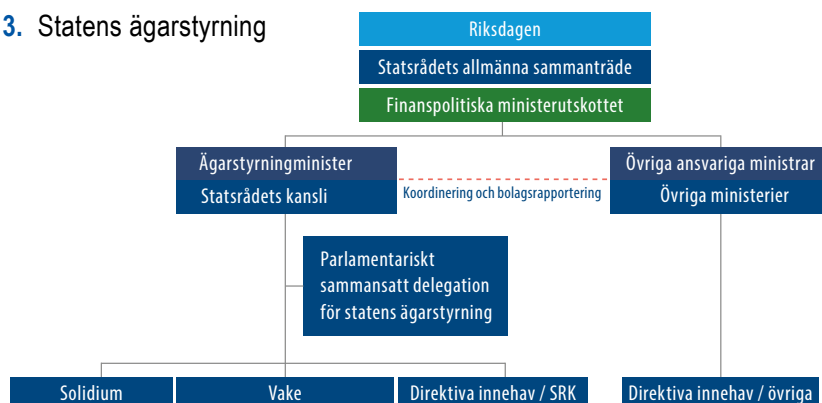 3. Statens ägarstyrning
Riksdagen
Statsrådets allmänna sammanträde
Finanspolitiska ministerutskottet
Ägarstyrningminister
Statsrådets kansli
Koordinering och bolagsrapportering
Övriga ansvariga ministrar
Övriga ministerier
Parlamentariskt
sammansatt delegation
för statens ägarstyrning
Solidium
Vake
Direktiva innehav / SRK
Direktiva innehav / övriga